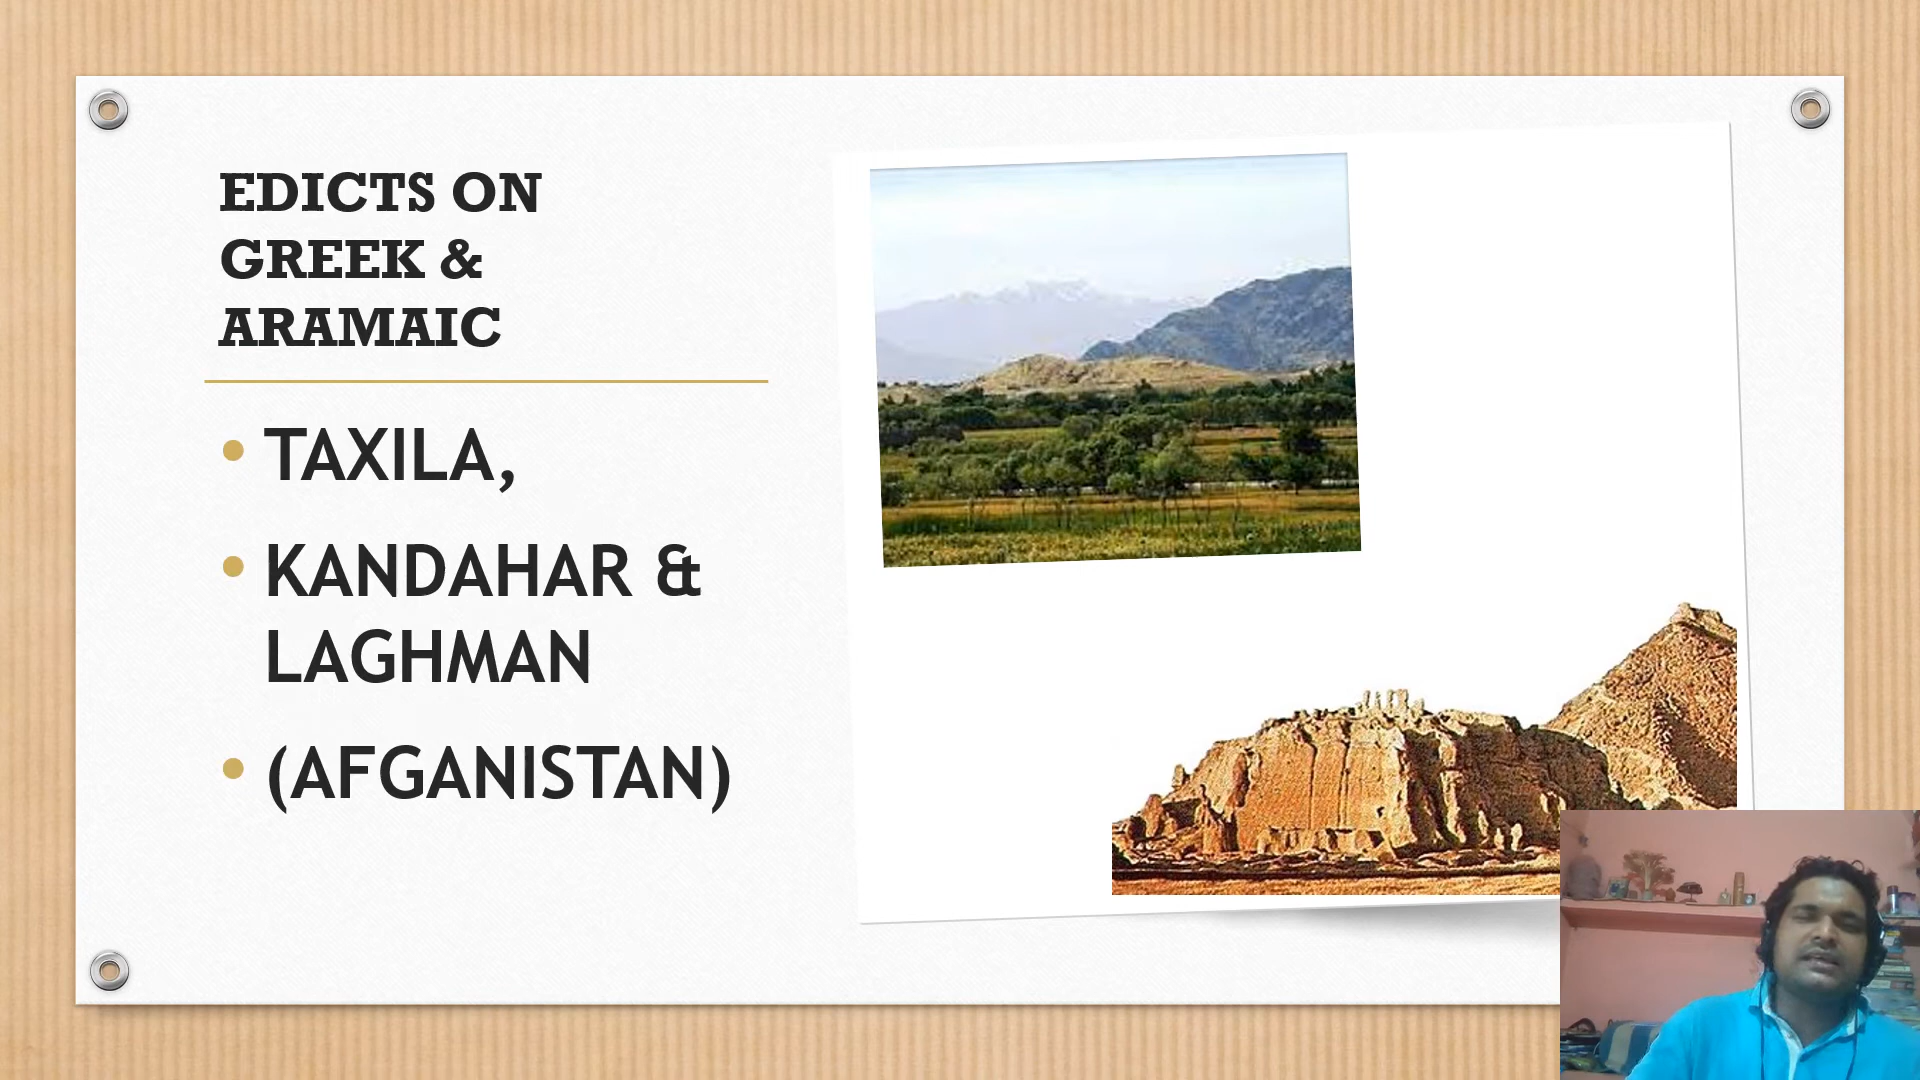 EDICTS ON
GREEK &
ARAMAIC
• TAXILA,
• KANDAHAR &
LAGHMAN
• (AFGANISTAN)